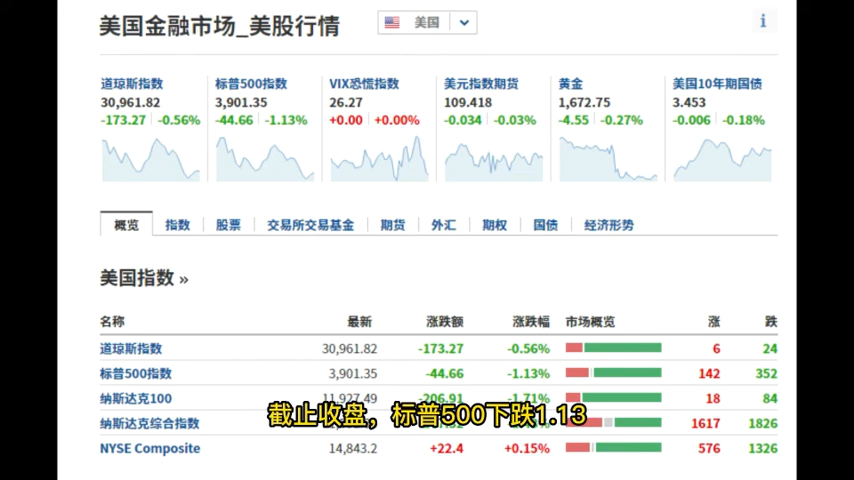 美国金融市场_美股行情
美国
i
道琼斯指数 标普500指数 VIX恐慌指数 美元指数期货 黄金 美国10年期国债
30,961.82 3,901.35 26.27 109.418 1,672.75 3.453
-173.27 -0.56% -44.66 -1.13% +0.00 +0.00% -0.034 -0.03% -4.55 -0.27% -0.006 -0.18%
概览 指数 股票 交易所交易基金 期货 外汇 期权 国债 经济形势
美国指数 »
名称 最新 涨跌额 涨跌幅 市场概览 涨 跌
道琼斯指数 30,961.82 -173.27 -0.56% 6 24
标普500指数 3,901.35 -44.66 -1.13% 142 352
纳斯达克100 11,927.49 -206.91 -1.71% 18 84
截止收盘，标普500下跌1.13
纳斯达克综合指数 1617 1826
NYSE Composite 14,843.2 +22.4 +0.15% 576 1326